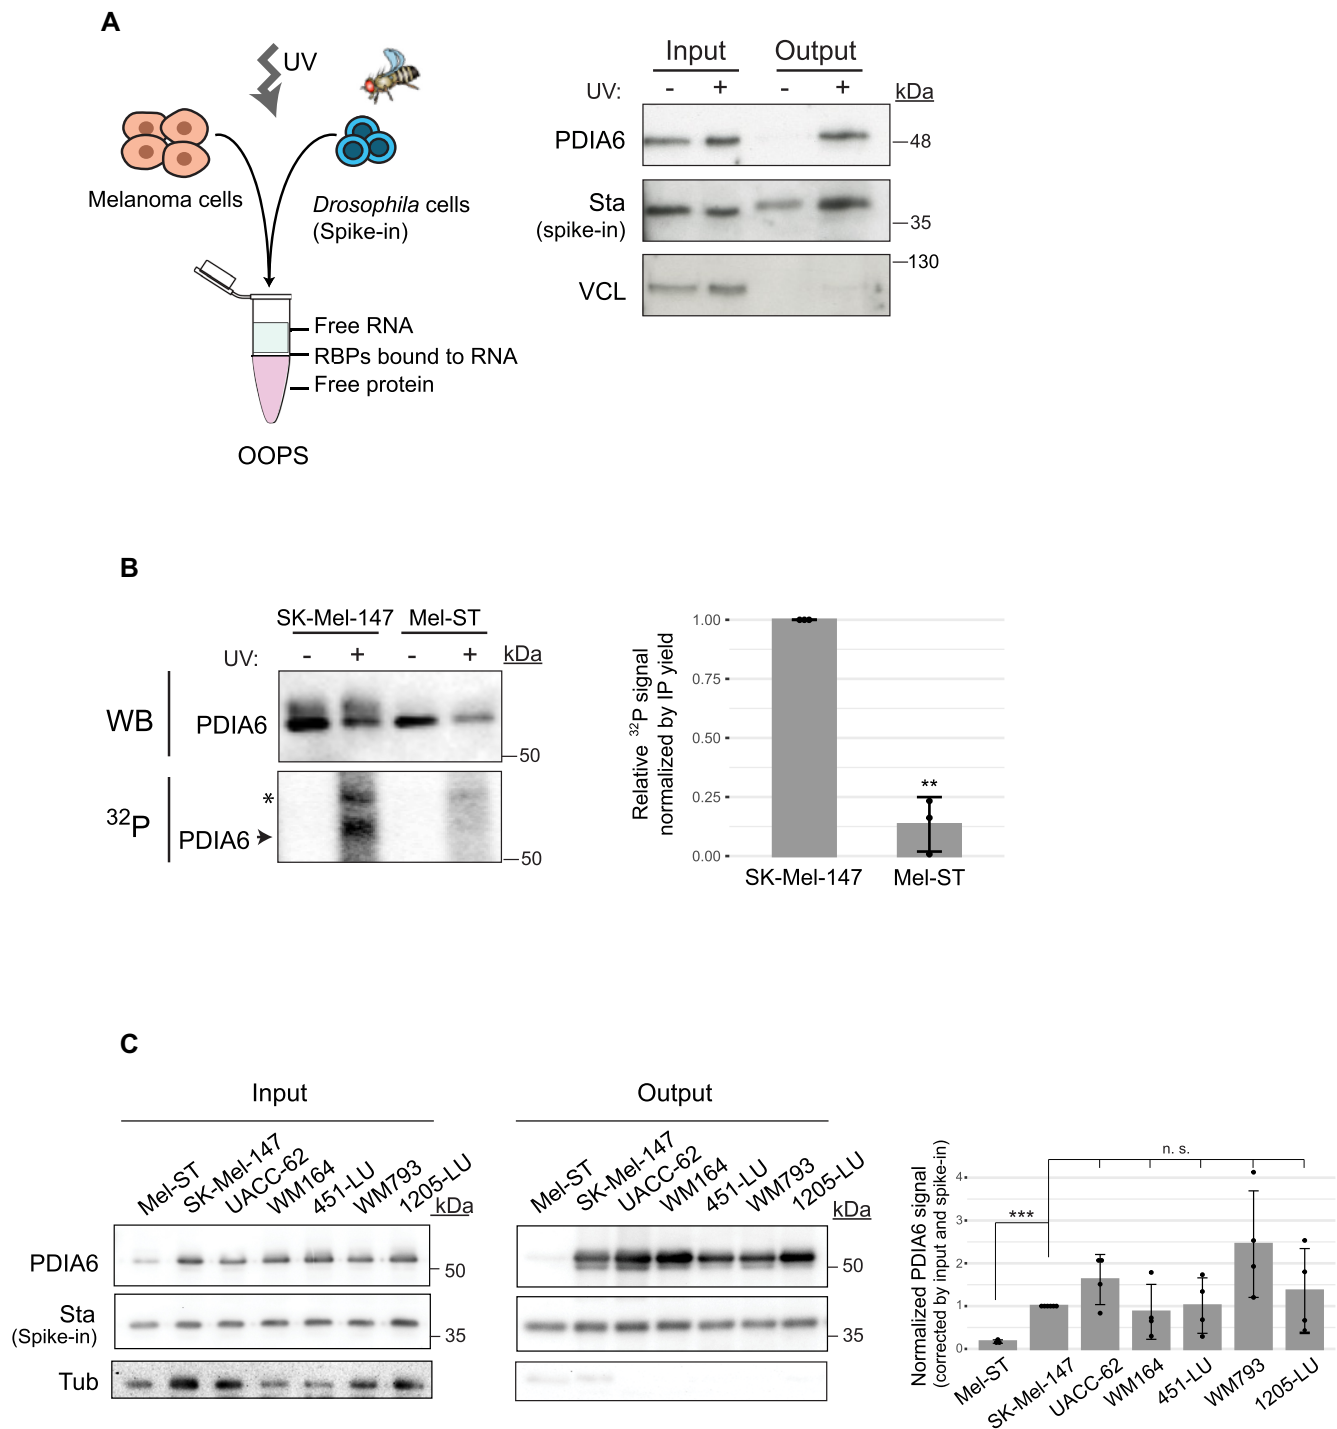 A
UV
Melanoma cells
Drosophila cells
(Spike-in)
Free RNA
RBPs bound to RNA
Free protein
OOPS
Input Output
UV: - + - + kDa
PDIA6 48
Sta
(spike-in) 35
130
VCL
B
SK-Mel-147 Mel-ST
UV: - + - + kDa
WB PDIA6
50
*
32P PDIA6
50
Relative 32P signal
normalized by IP yield
1.00
0.75
0.50
0.25
0.00
**
SK-Mel-147 Mel-ST
C
Input
Mel-ST SK-Mel-147 UACC-62 WM164 451-LU WM793 1205-LU
kDa
PDIA6 50
Sta
(Spike-in) 35
Tub
Output
Mel-ST SK-Mel-147 UACC-62 WM164 451-LU WM793 1205-LU
kDa
50
35
Normalized PDIA6 signal
(corrected by input and spike-in)
4
3
2
1
0
***
n. s.
Mel-ST SK-Mel-147 UACC-62 WM164 451-LU WM793 1205-LU